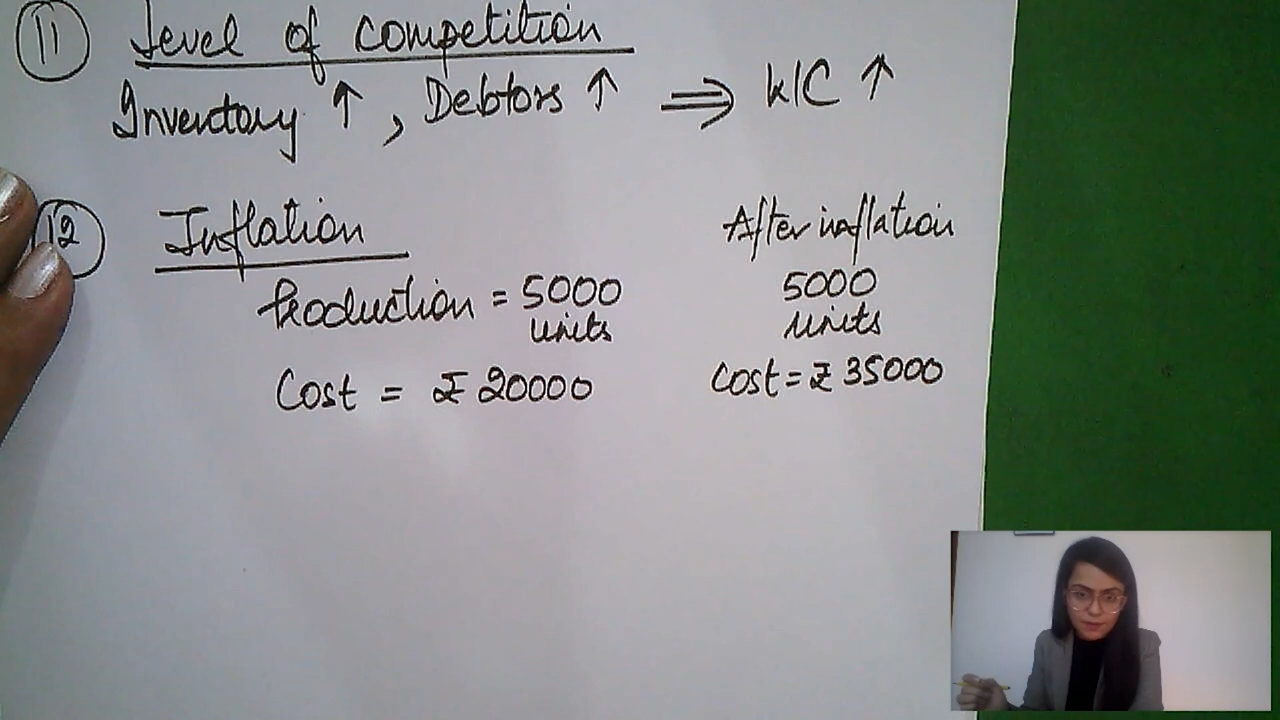 11 Level of competition
Inventory ↑, Debtors ↑ ⇒ WC ↑
12 Inflation
After inflation
Production = 5000
units
5000
units
Cost = ₹ 20000
Cost = ₹ 35000